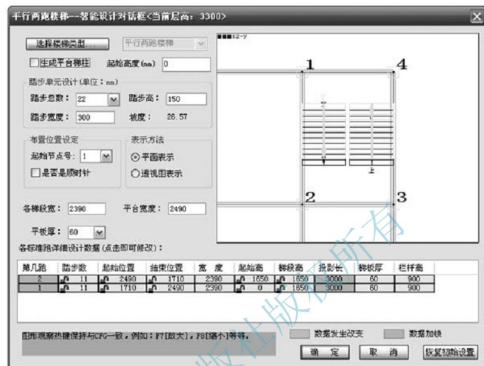 平行两跑楼梯--智能设计对话框<当前层高：3300>
选择楼梯类型... 平行两跑楼梯
生成平台梯柱 起始高度(mm) 0
踏步单元设计(单位：mm)
踏步总数： 22 踏步高： 150
踏步宽度： 300 坡度： 26.57
布置位置设定 表示方法
起始节点号： 1 平面表示
是否是顺时针 透视图表示
各梯段宽： 2390 平台宽度： 2490
平板厚： 60
各标准跑详细设计数据(点击即可修改)：
1 4
2 3
上
第几跑 踏步数 起始位置 结束位置 宽 度 起始高 梯段高 投影长 梯板厚 栏杆高
2 11 2490 1710 2390 1650 1650 3000 60 900
1 11 1710 2490 2390 0 1650 3000 60 900
图形观察热键保持与CFG一致，例如：F7[放大]，F8[缩小]等等。
数据发生改变 数据加锁
确 定 取 消 恢复初始设置
社版权所有